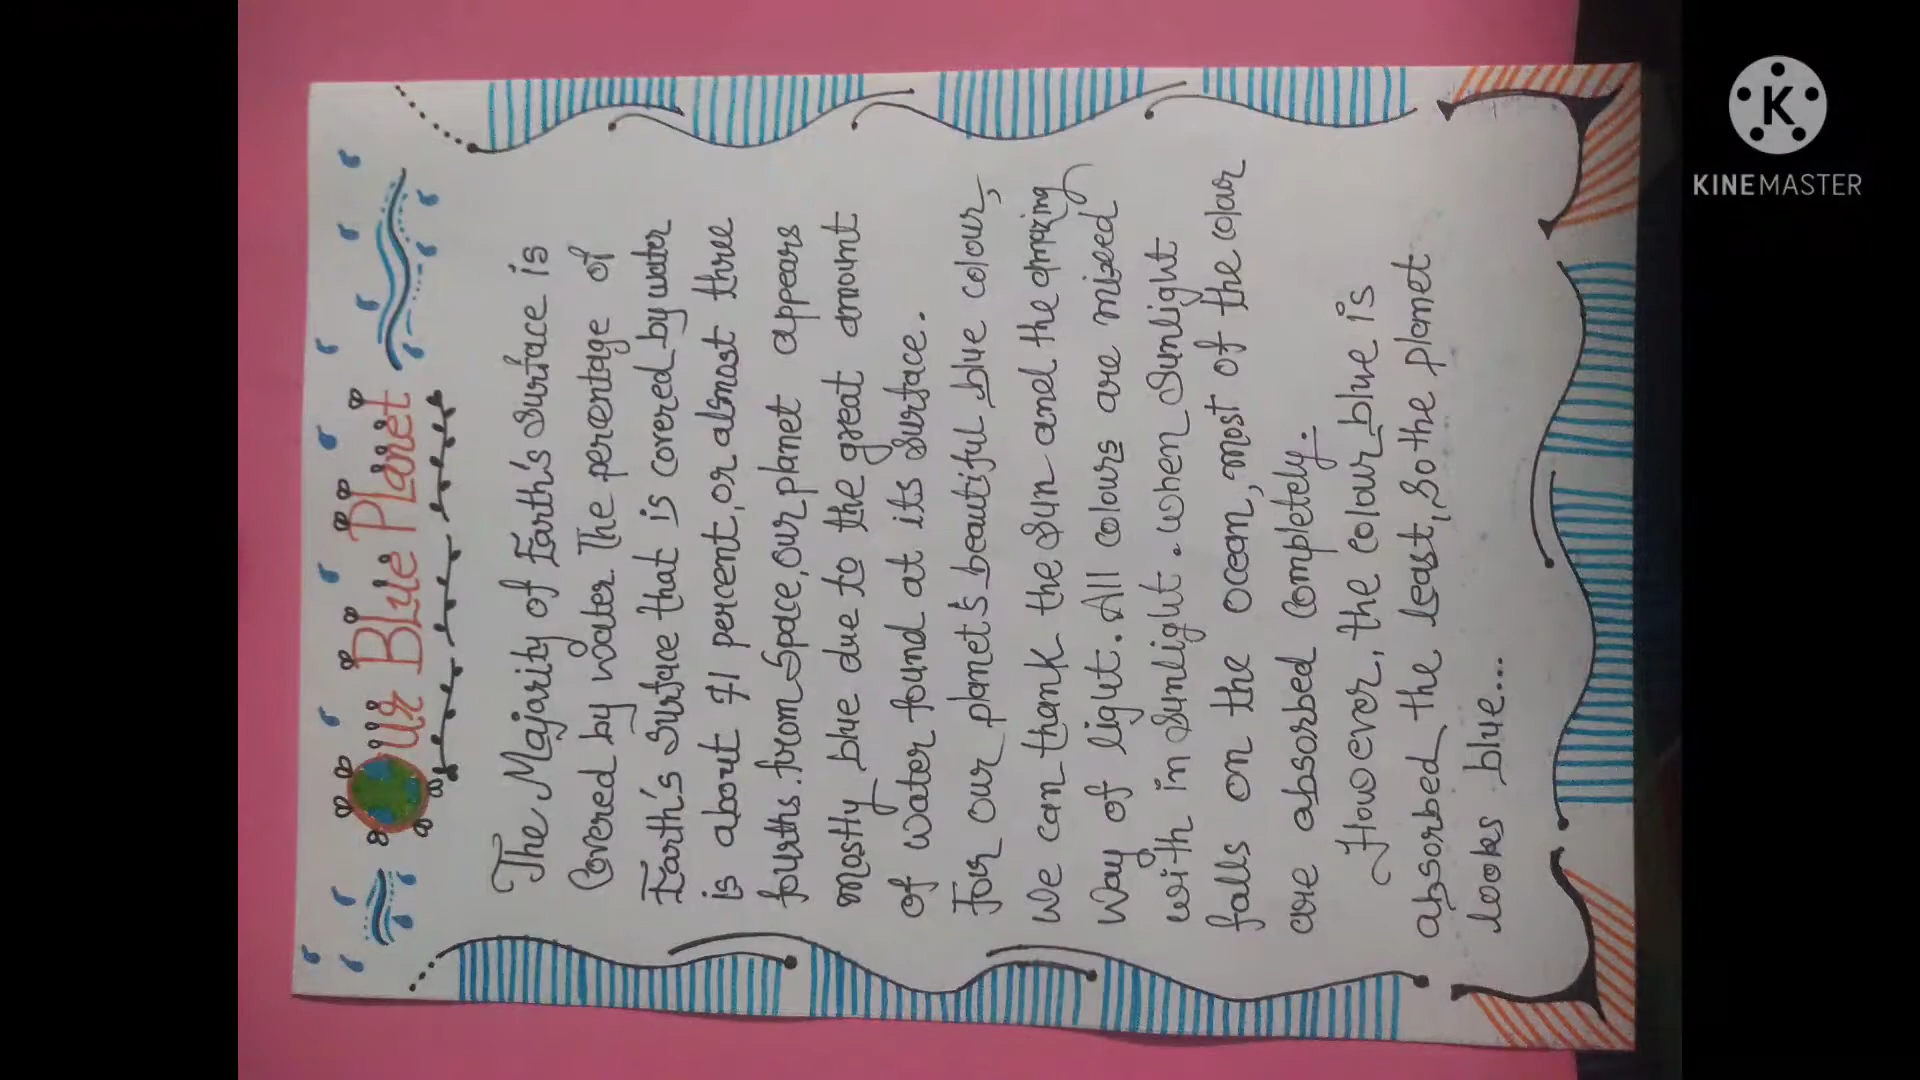 Our Blue Planet
The Majarity of Earth's Surface is
Covered by water. The percentage of
Earth's surface that is covered by water
is about 71 percent, or almost three
fourths. from Space, our planet appears
mostly blue due to the great amount
of water found at its surface.
For our planet's beautiful blue colour,
we can thank the sun and the amazing
way of light. All colours are mixed
with in sunlight. when Sunlight
falls on the ocean, most of the colar
are absorbed completely.
However, the colour blue is
absorbed the least, So the planet
looks blue...
K
KINEMASTER